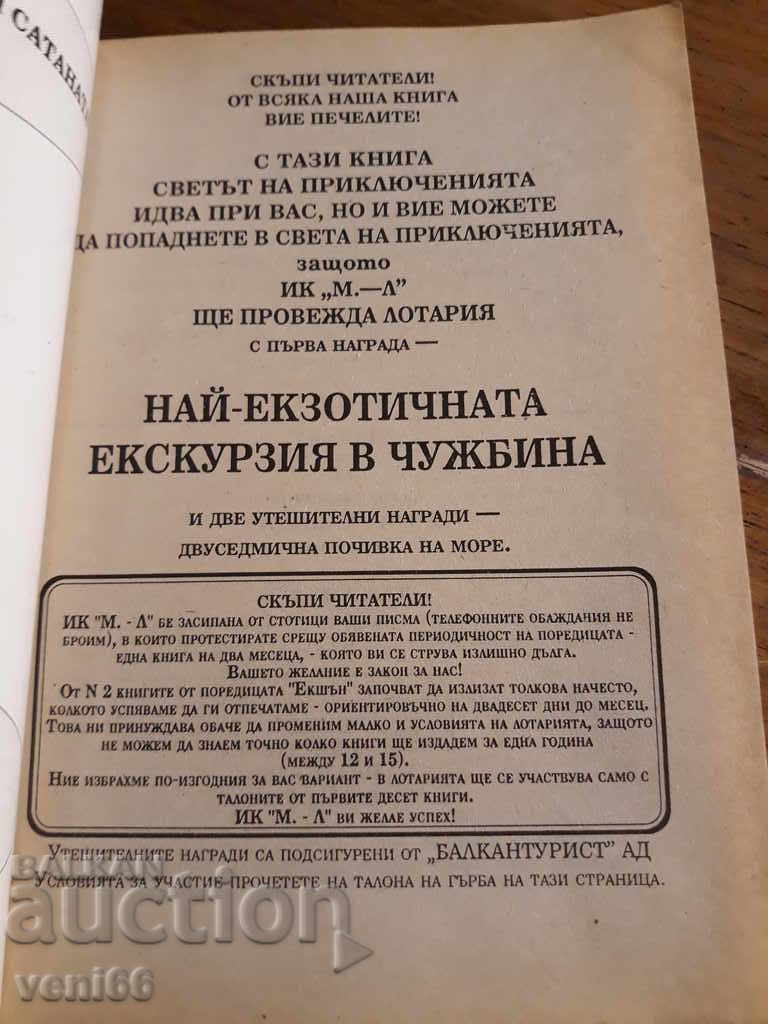 САТАНАТА
СКЪПИ ЧИТАТЕЛИ!
ОТ ВСЯКА НАША КНИГА
ВИЕ ПЕЧЕЛИТЕ!
С ТАЗИ КНИГА
СВЕТЪТ НА ПРИКЛЮЧЕНИЯТА
ИДВА ПРИ ВАС, НО И ВИЕ МОЖЕТЕ
ДА ПОПАДНЕТЕ В СВЕТА НА ПРИКЛЮЧЕНИЯТА,
защото
ИК „М.—Л”
ЩЕ ПРОВЕЖДА ЛОТАРИЯ
С ПЪРВА НАГРАДА —
НАЙ-ЕКЗОТИЧНАТА
ЕКСКУРЗИЯ В ЧУЖБИНА
И ДВЕ УТЕШИТЕЛНИ НАГРАДИ —
ДВУСЕДМИЧНА ПОЧИВКА НА МОРЕ.
СКЪПИ ЧИТАТЕЛИ!
ИК "М. - Л" БЕ ЗАСИПАНА ОТ СТОТИЦИ ВАШИ ПИСМА (ТЕЛЕФОННИТЕ ОБАЖДАНИЯ НЕ
БРОИМ), В КОИТО ПРОТЕСТИРАТЕ СРЕЩУ ОБЯВЕНАТА ПЕРИОДИЧНОСТ НА ПОРЕДИЦАТА -
ЕДНА КНИГА НА ДВА МЕСЕЦА, - КОЯТО ВИ СЕ СТРУВА ИЗЛИШНО ДЪЛГА.
ВАШЕТО ЖЕЛАНИЕ Е ЗАКОН ЗА НАС!
ОТ N 2 КНИГИТЕ ОТ ПОРЕДИЦАТА "ЕКШЪН" ЗАПОЧВАТ ДА ИЗЛИЗАТ ТОЛКОВА НАЧЕСТО,
КОЛКОТО УСПЯВАМЕ ДА ГИ ОТПЕЧАТАМЕ - ОРИЕНТИРОВЪЧНО НА ДВАДЕСЕТ ДНИ ДО МЕСЕЦ.
ТОВА НИ ПРИНУЖДАВА ОБАЧЕ ДА ПРОМЕНИМ МАЛКО И УСЛОВИЯТА НА ЛОТАРИЯТА, ЗАЩОТО
НЕ МОЖЕМ ДА ЗНАЕМ ТОЧНО КОЛКО КНИГИ ЩЕ ИЗДАДЕМ ЗА ЕДНА ГОДИНА
(МЕЖДУ 12 И 15).
НИЕ ИЗБРАХМЕ ПО-ИЗГОДНИЯ ЗА ВАС ВАРИАНТ - В ЛОТАРИЯТА ЩЕ СЕ УЧАСТВУВА САМО С
ТАЛОНИТЕ ОТ ПЪРВИТЕ ДЕСЕТ КНИГИ.
ИК "М. - Л" ВИ ЖЕЛАЕ УСПЕХ!
УТЕШИТЕЛНИТЕ НАГРАДИ СА ПОДСИГУРЕНИ ОТ „БАЛКАНТУРИСТ” АД
УСЛОВИЯТА ЗА УЧАСТИЕ ПРОЧЕТЕТЕ НА ТАЛОНА НА ГЪРБА НА ТАЗИ СТРАНИЦА.
BALKAN
auction
veni66